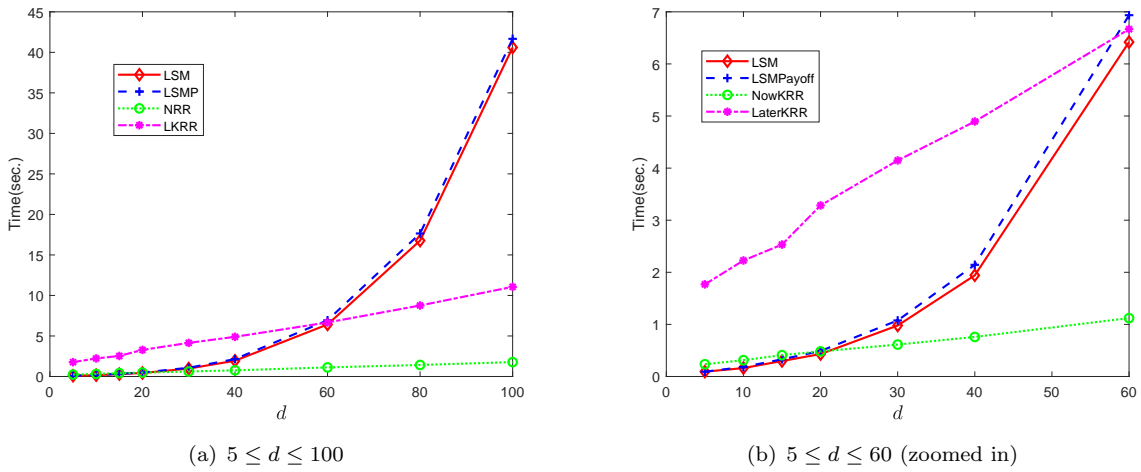 45
40
35
30
25
20
15
10
5
0
Time(sec.)
LSM
LSMP
NRR
LKRR
0 20 40 60 80 100
d
(a) 5 ≤ d ≤ 100
7
6
5
4
3
2
1
0
Time(sec.)
LSM
LSMPayoff
NowKRR
LaterKRR
0 10 20 30 40 50 60
d
(b) 5 ≤ d ≤ 60 (zoomed in)